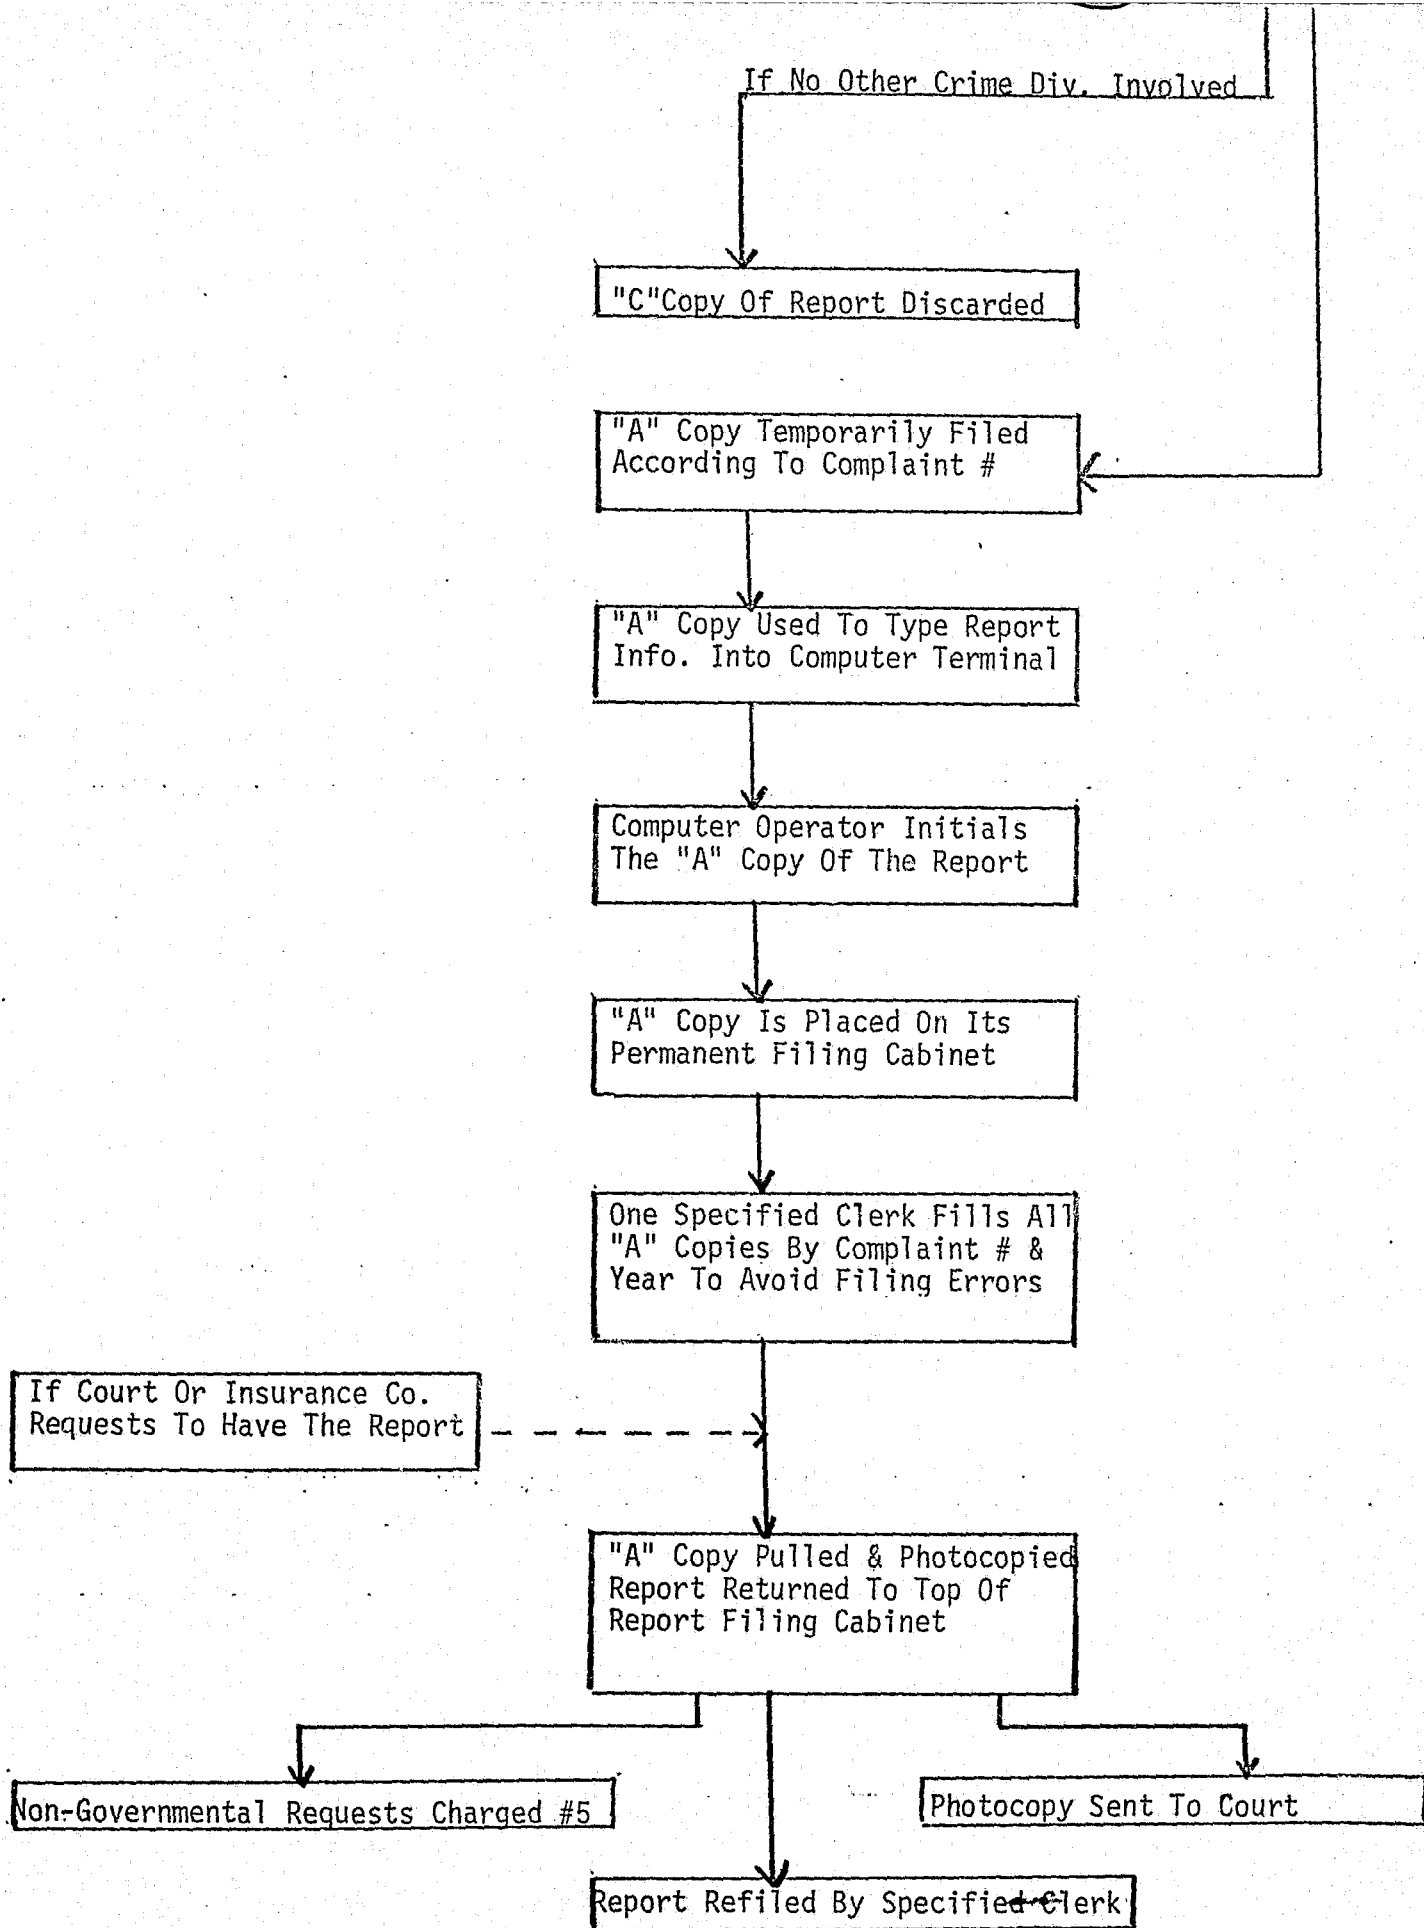 If No Other Crime Div. Involved
"C"Copy Of Report Discarded
"A" Copy Temporarily Filed
According To Complaint #
"A" Copy Used To Type Report
Info. Into Computer Terminal
Computer Operator Initials
The "A" Copy Of The Report
"A" Copy Is Placed On Its
Permanent Filing Cabinet
One Specified Clerk Fills All
"A" Copies By Complaint # &
Year To Avoid Filing Errors
If Court Or Insurance Co.
Requests To Have The Report
"A" Copy Pulled & Photocopied
Report Returned To Top Of
Report Filing Cabinet
Non-Governmental Requests Charged #5
Photocopy Sent To Court
Report Refiled By Specified Clerk